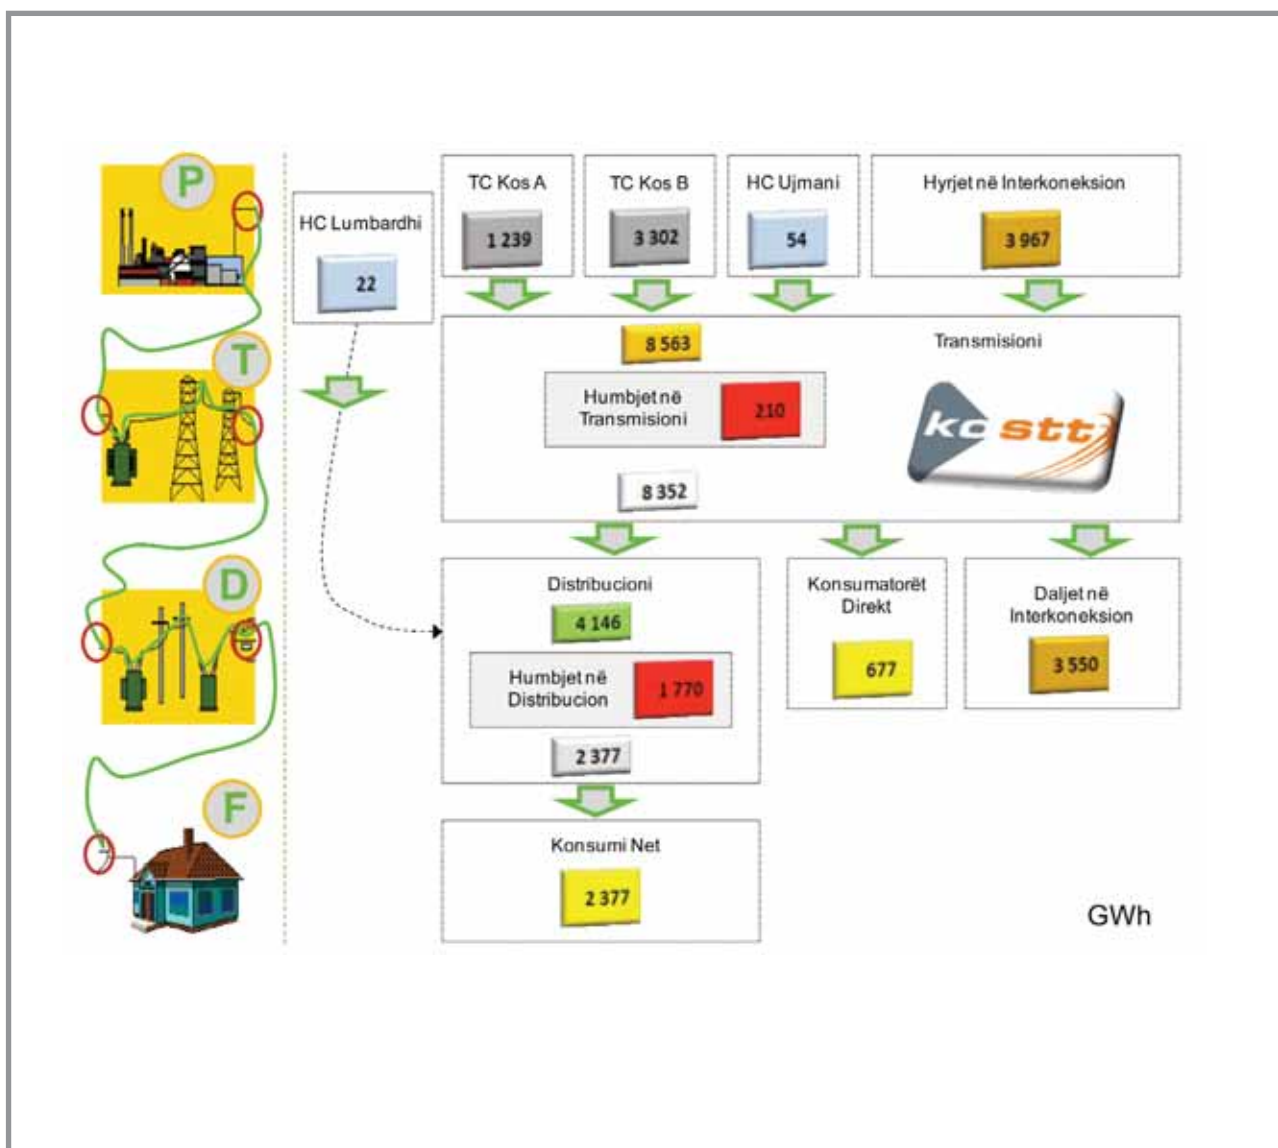 P
T
D
F
HC Lumbardhi
22
TC Kos A
1 239
TC Kos B
3 302
HC Ujmani
54
Hyrjet në Interkoneksion
3 967
8 563
Transmisioni
Humbjet në
Transmisioni
210
kostt
8 352
Distribucioni
4 146
Humbjet në
Distribucion
1 770
2 377
Konsumatorët
Direkt
677
Daljet në
Interkoneksion
3 550
Konsumi Net
2 377
GWh